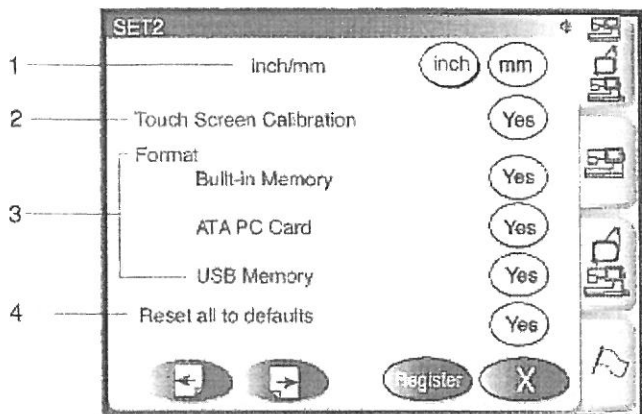 SET2
1 inch/mm inch mm
2 Touch Screen Calibration Yes
Format
Built-in Memory Yes
3 ATA PC Card Yes
USB Memory Yes
4 Reset all to defaults Yes
Register X